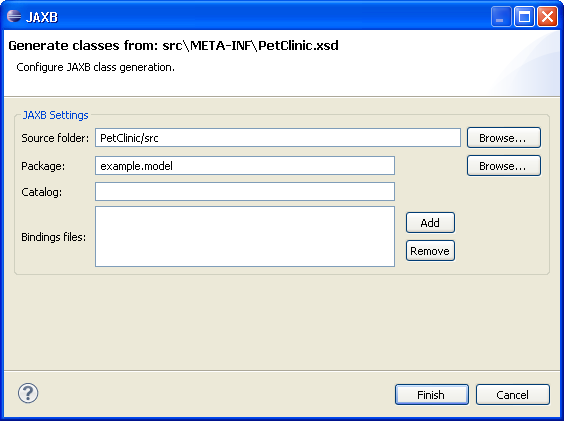 JAXB
Generate classes from: src\META-INF\PetClinic.xsd
Configure JAXB class generation.
JAXB Settings
Source folder: PetClinic/src Browse...
Package: example.model Browse...
Catalog:
Bindings files:
Add
Remove
?
Finish Cancel